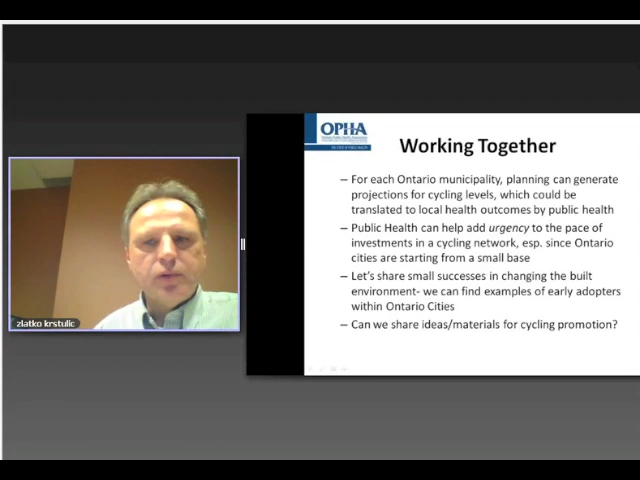 OPHA
Working Together
– For each Ontario municipality, planning can generate
projections for cycling levels, which could be
translated to local health outcomes by public health
– Public Health can help add urgency to the pace of
investments in a cycling network, esp. since Ontario
cities are starting from a small base
– Let's share small successes in changing the built
environment- we can find examples of early adopters
within Ontario Cities
– Can we share ideas/materials for cycling promotion?
zlatko krstulic